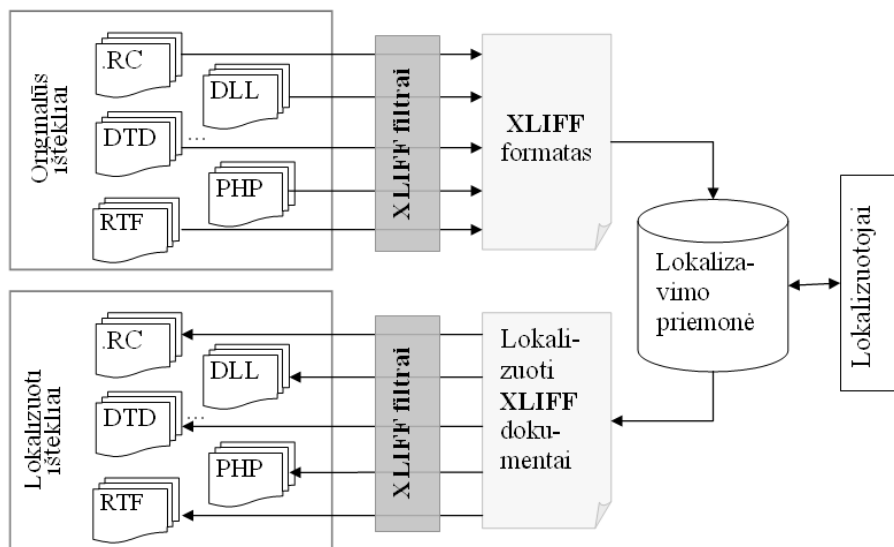 Originalūs
ištekliai
.RC
DLL
DTD
...
PHP
RTF
XLIFF filtrai
XLIFF
formatas
Lokaliza-
vimo
priemonė
Lokalizuotojai
Lokalizuoti
ištekliai
.RC
DLL
DTD
...
PHP
RTF
XLIFF filtrai
Lokali-
zuoti
XLIFF
doku-
mentai